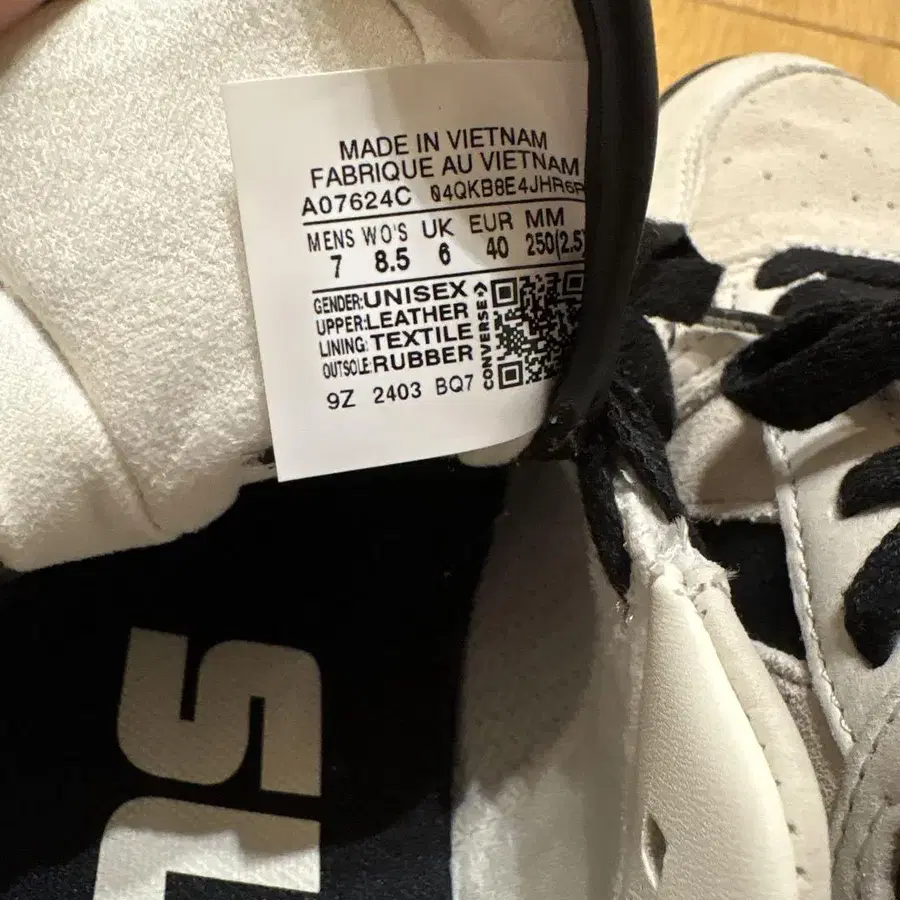 MADE IN VIETNAM
FABRIQUE AU VIETNAM
A07624C 04QKB8E4JHR6P
MENS WO'S UK EUR MM
7 8.5 6 40 250(2.5)
GENDER:UNISEX
UPPER:LEATHER
LINING:TEXTILE
OUTSOLE:RUBBER
CONVERSE
9Z 2403 BQ7